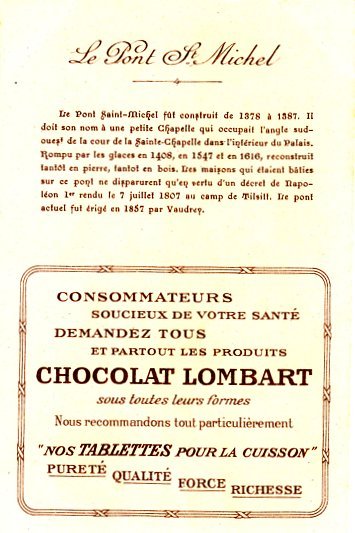 Le Pont St Michel
Le Pont Saint-Michel fût construit de 1378 à 1387. Il
doit son nom à une petite Chapelle qui occupait l'angle sud-
ouest de la cour de la Sainte-Chapelle dans l'intérieur du Palais.
Rompu par les glaces en 1408, en 1547 et en 1616, reconstruit
tantôt en pierre, tantôt en bois. Des maisons qui étaient bâties
sur ce pont ne disparurent qu'en vertu d'un décret de Napo-
léon 1er rendu le 7 juillet 1807 au camp de Tilsitt. Le pont
actuel fut érigé en 1857 par Vaudrey.
CONSOMMATEURS
SOUCIEUX DE VOTRE SANTÉ
DEMANDEZ TOUS
ET PARTOUT LES PRODUITS
CHOCOLAT LOMBART
sous toutes leurs formes
Nous recommandons tout particulièrement
"NOS TABLETTES POUR LA CUISSON"
PURETÉ QUALITÉ FORCE RICHESSE